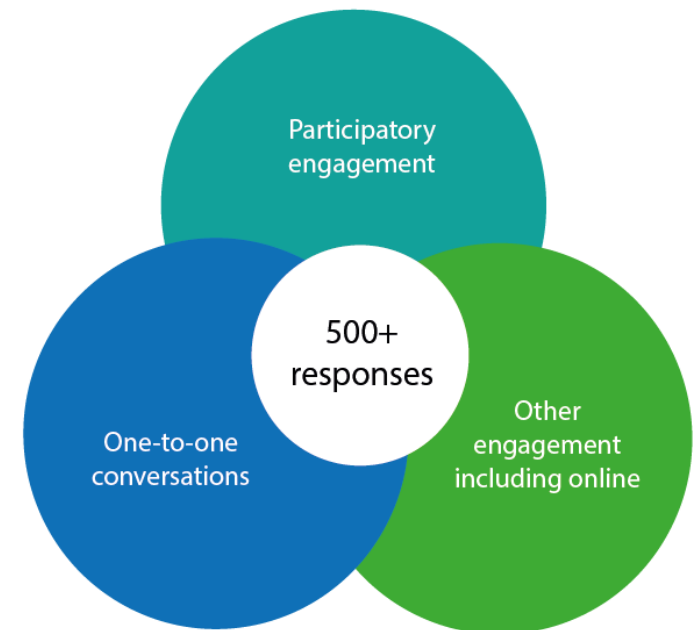 Participatory
engagement
500+
responses
One-to-one
conversations
Other
engagement
including online